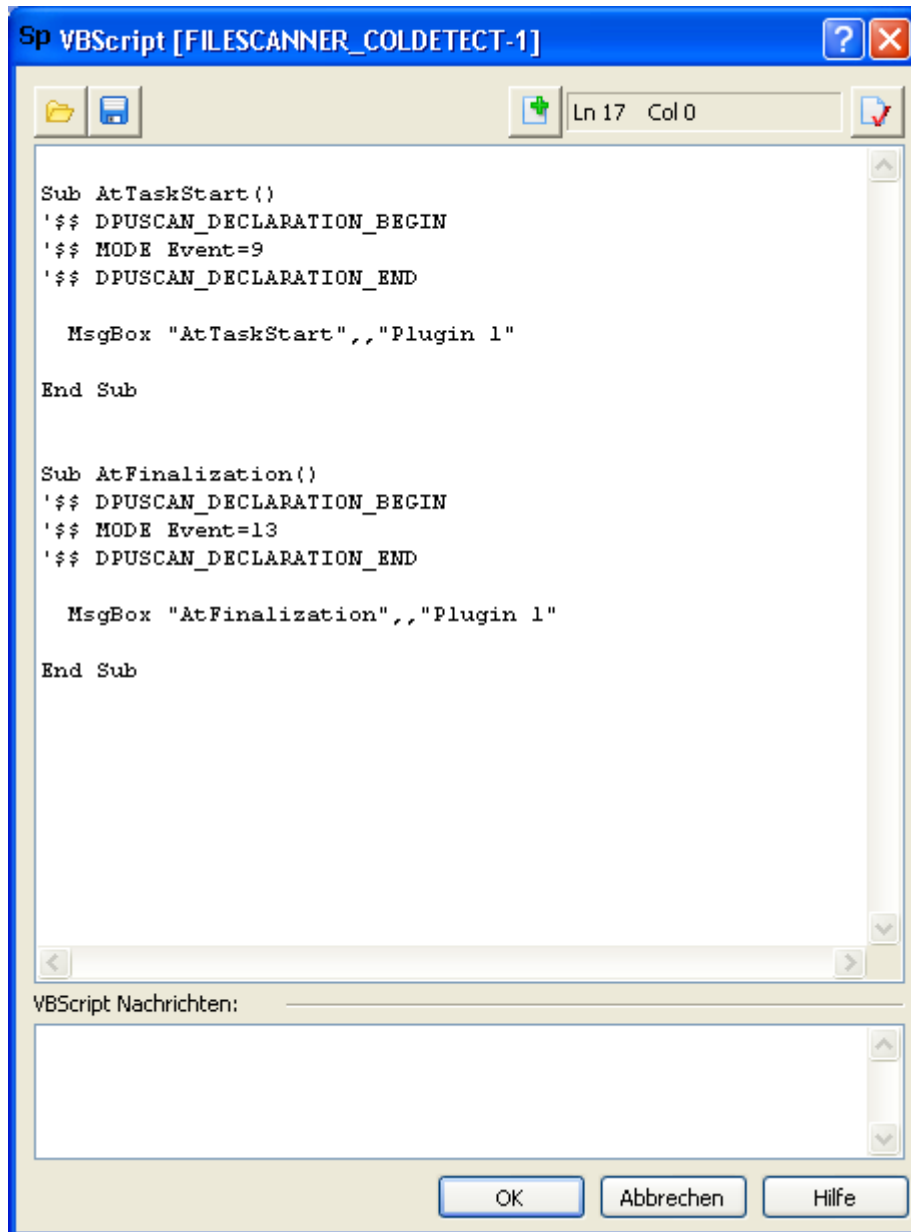 Sp VBScript [FILESCANNER_COLDETECT-1]
Ln 17 Col 0
Sub AtTaskStart()
'$$ DPUSCAN_DECLARATION_BEGIN
'$$ MODE Event=9
'$$ DPUSCAN_DECLARATION_END
MsgBox "AtTaskStart",,"Plugin 1"
End Sub
Sub AtFinalization()
'$$ DPUSCAN_DECLARATION_BEGIN
'$$ MODE Event=13
'$$ DPUSCAN_DECLARATION_END
MsgBox "AtFinalization",,"Plugin 1"
End Sub
VBScript Nachrichten:
OK Abbrechen Hilfe